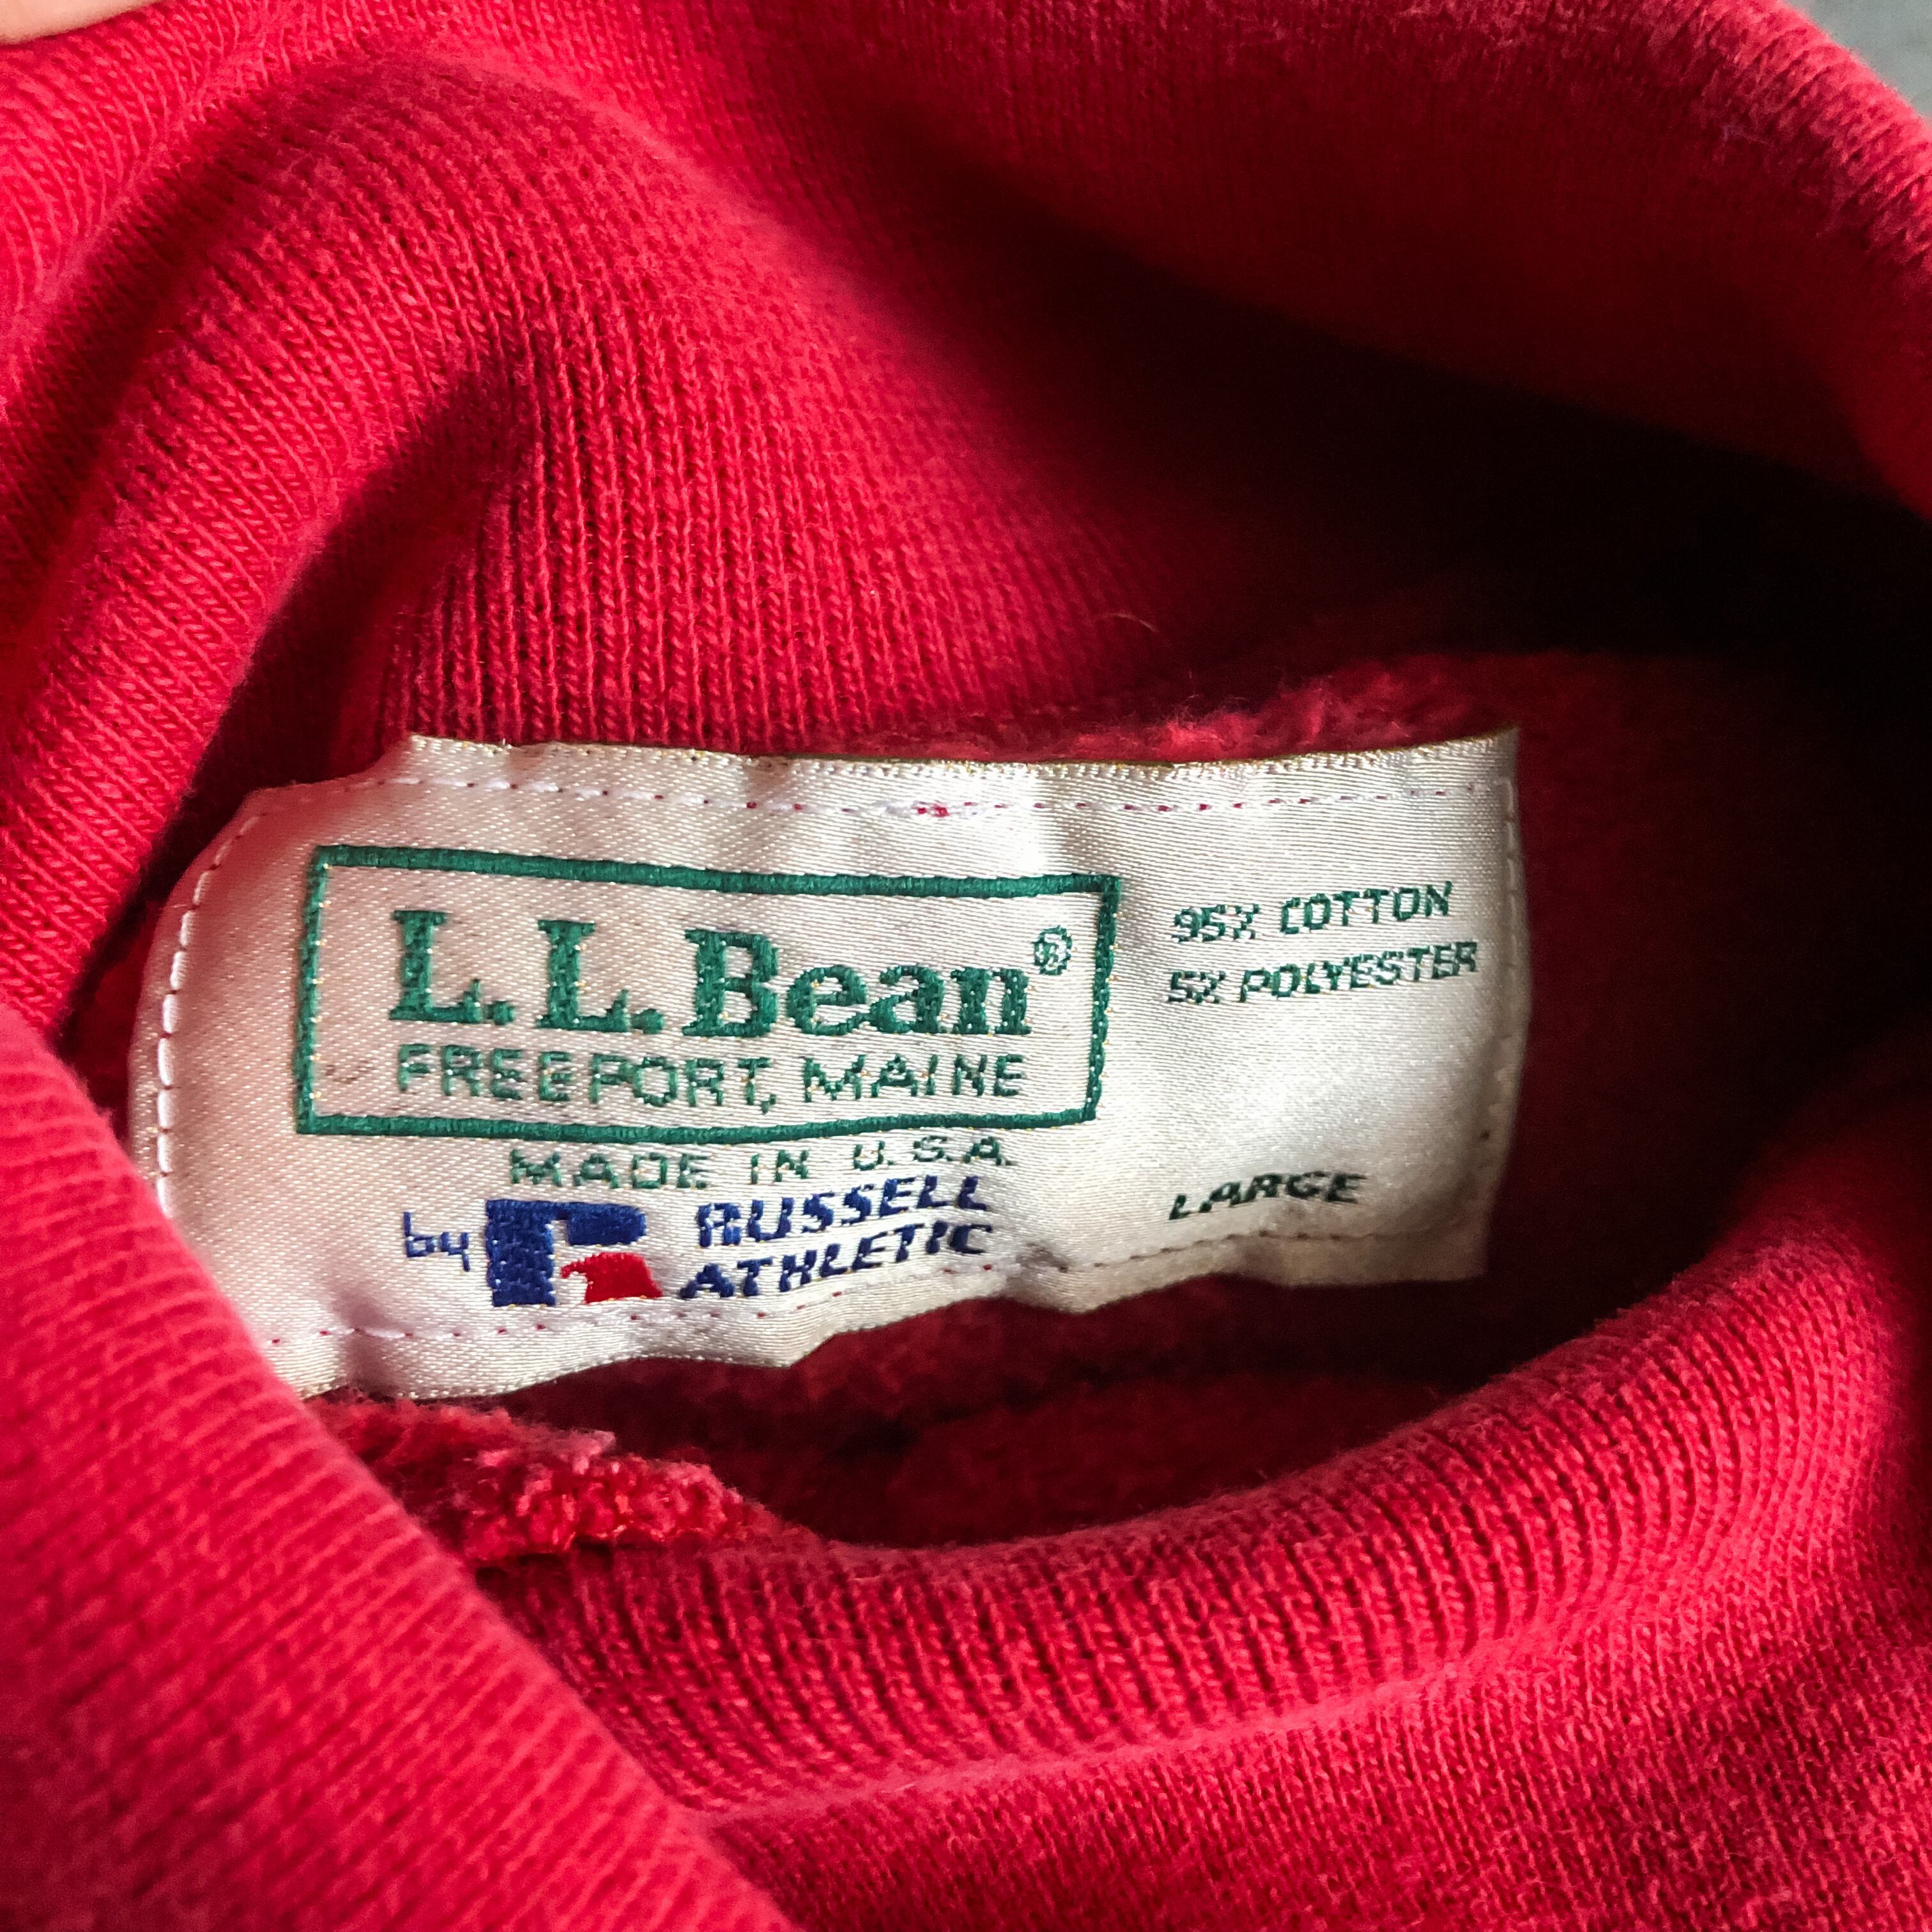 L.L.Bean®
FREEPORT, MAINE
MADE IN U.S.A.
by R RUSSELL
ATHLETIC
95% COTTON
5% POLYESTER
LARGE